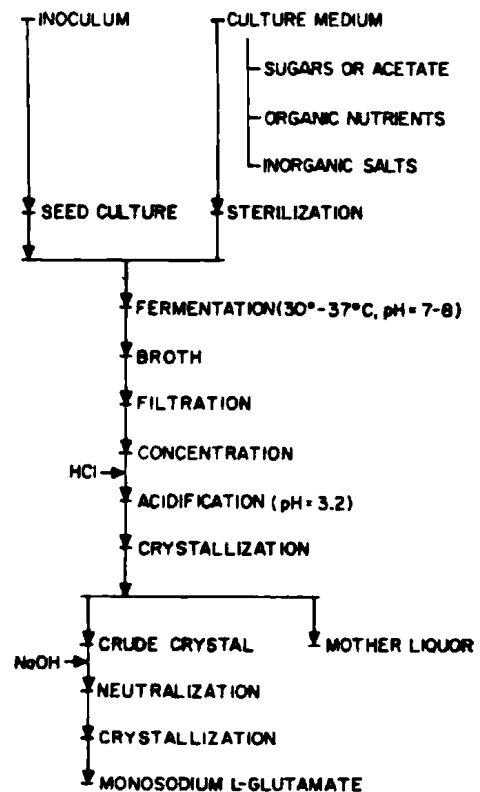 INOCULUM
CULTURE MEDIUM
SUGARS OR ACETATE
ORGANIC NUTRIENTS
INORGANIC SALTS
SEED CULTURE
STERILIZATION
FERMENTATION(30°-37°C, pH=7-8)
BROTH
FILTRATION
CONCENTRATION
HCl
ACIDIFICATION (pH=3.2)
CRYSTALLIZATION
CRUDE CRYSTAL
MOTHER LIQUOR
NaOH
NEUTRALIZATION
CRYSTALLIZATION
MONOSODIUM L-GLUTAMATE